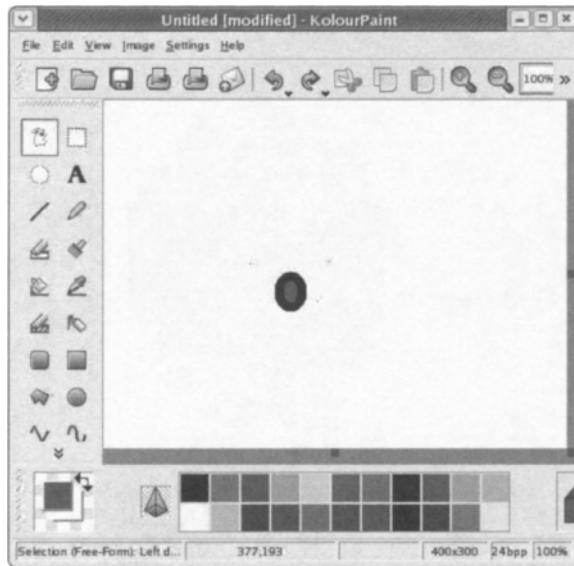 Untitled [modified] - KolourPaint
File Edit View Image Settings Help
100% »
A
Selection (Free-Form): Left d... 377,193 400x300 24bpp 100%